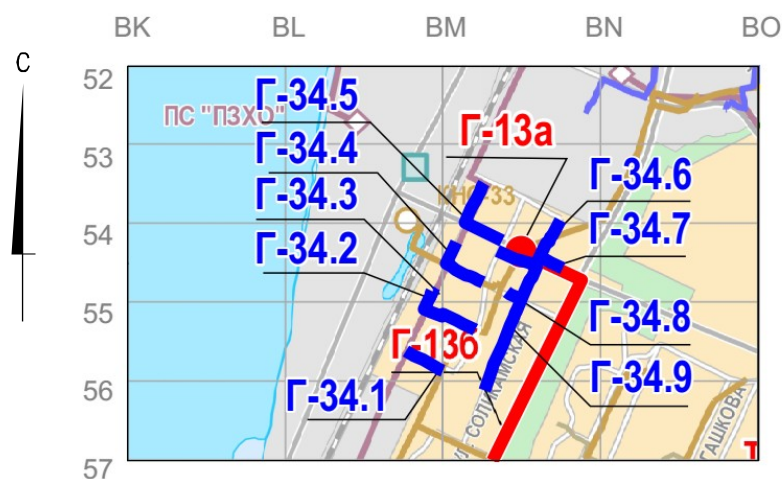 BK BL BM BN BO
С
52
Г-34.5
ПС "ПЗХО"
Г-13а
53
Г-34.4
Г-34.6
Г-34.3
КНС-33
54
Г-34.2
Г-34.7
55
Г-34.8
Г-13б
Г-34.9
56
Г-34.1
СОЛИКАМСКАЯ
ГАШКОВА
57